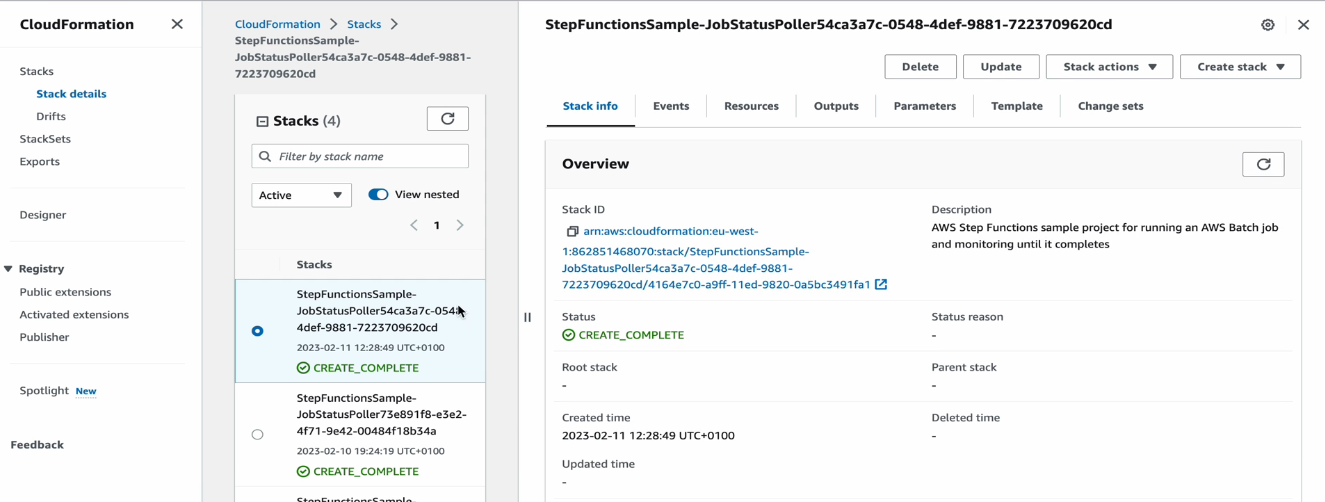 CloudFormation
Stacks
Stack details
Drifts
StackSets
Exports
Designer
Registry
Public extensions
Activated extensions
Publisher
Spotlight New
Feedback
CloudFormation > Stacks >
StepFunctionsSample-
JobStatusPoller54ca3a7c-0548-4def-9881-
7223709620cd
Stacks (4)
Filter by stack name
Active
View nested
1
Stacks
StepFunctionsSample-
JobStatusPoller54ca3a7c-0548-
4def-9881-7223709620cd
2023-02-11 12:28:49 UTC+0100
CREATE_COMPLETE
StepFunctionsSample-
JobStatusPoller73e891f8-e3e2-
4f71-9e42-00484f18b34a
2023-02-10 19:24:19 UTC+0100
CREATE_COMPLETE
StepFunctionsSample-
StepFunctionsSample-JobStatusPoller54ca3a7c-0548-4def-9881-7223709620cd
Delete
Update
Stack actions
Create stack
Stack info
Events
Resources
Outputs
Parameters
Template
Change sets
Overview
Stack ID
arn:aws:cloudformation:eu-west-
1:862851468070:stack/StepFunctionsSample-
JobStatusPoller54ca3a7c-0548-4def-9881-
7223709620cd/4164e7c0-a9ff-11ed-9820-0a5bc3491fa1
Description
AWS Step Functions sample project for running an AWS Batch job
and monitoring until it completes
Status
CREATE_COMPLETE
Status reason
-
Root stack
-
Parent stack
-
Created time
2023-02-11 12:28:49 UTC+0100
Deleted time
-
Updated time
-